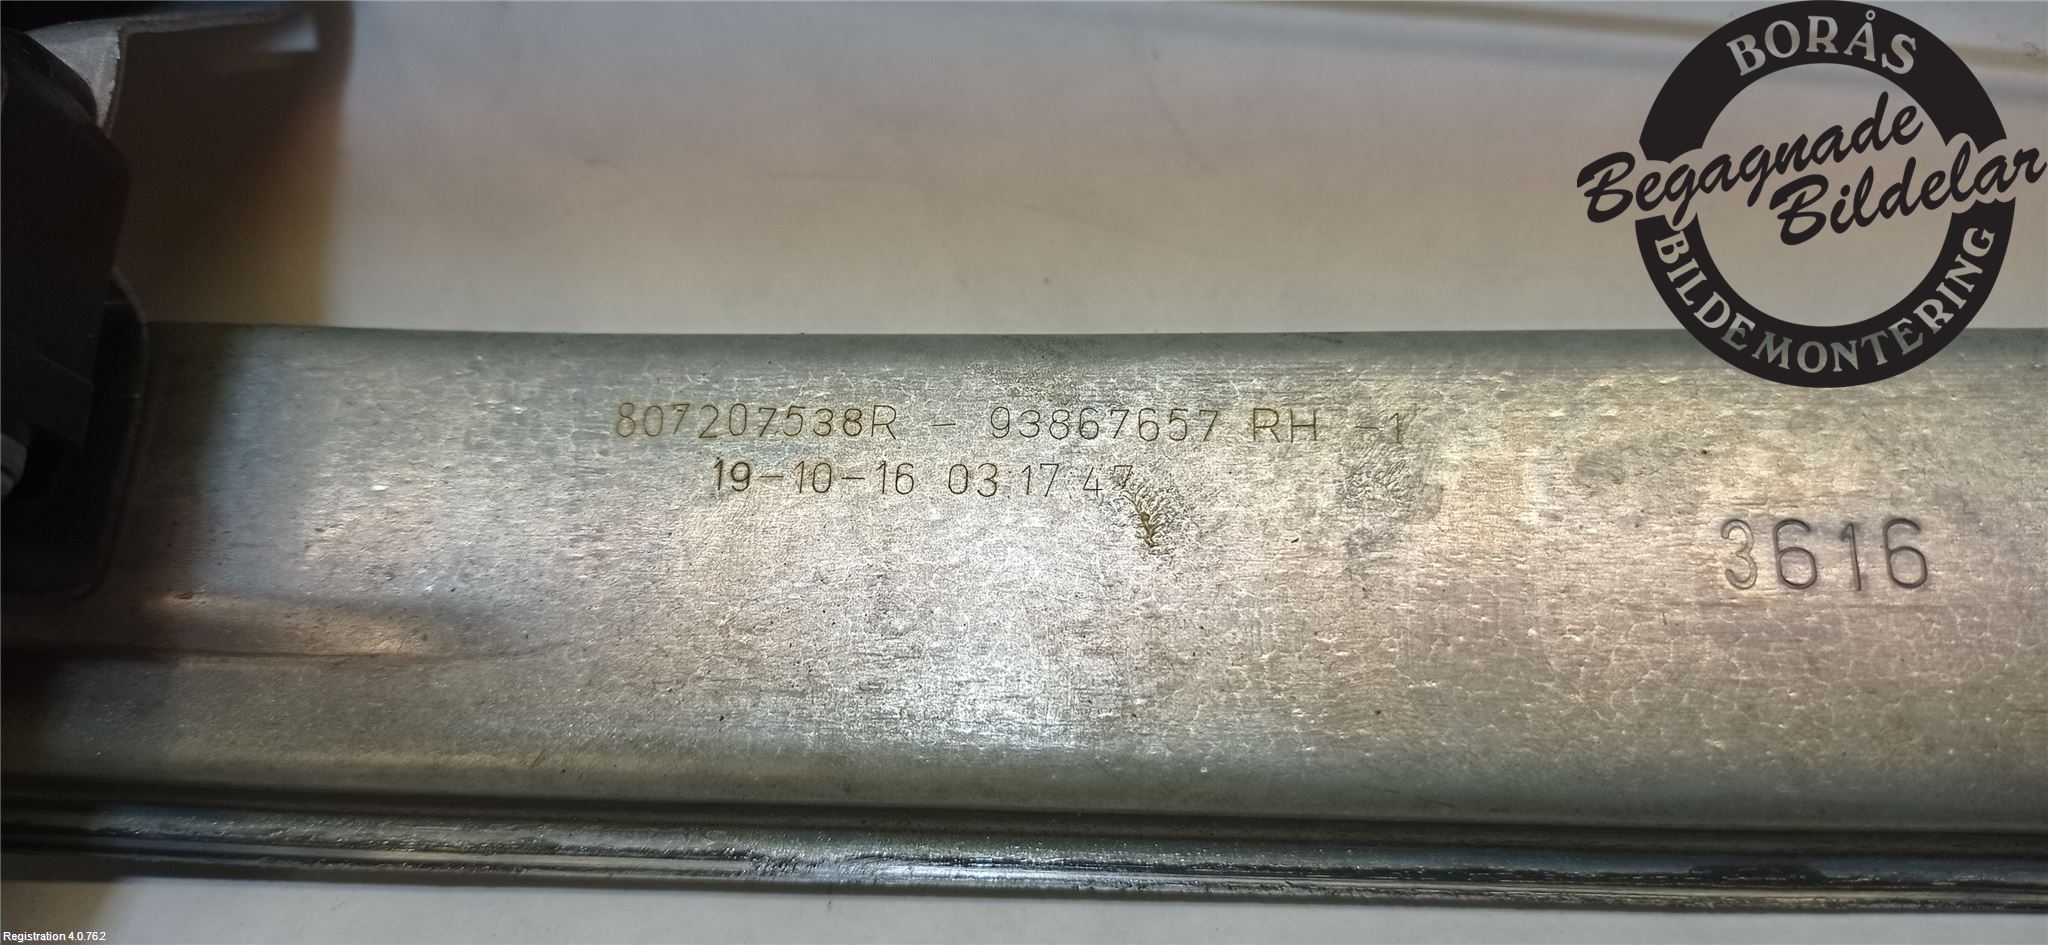 BORÅS
Begagnade
Bildelar
BILDEMONTERING
807207538R - 93867657 RH -1
19-10-16 03:17:47
3616
Registration 4.0.762